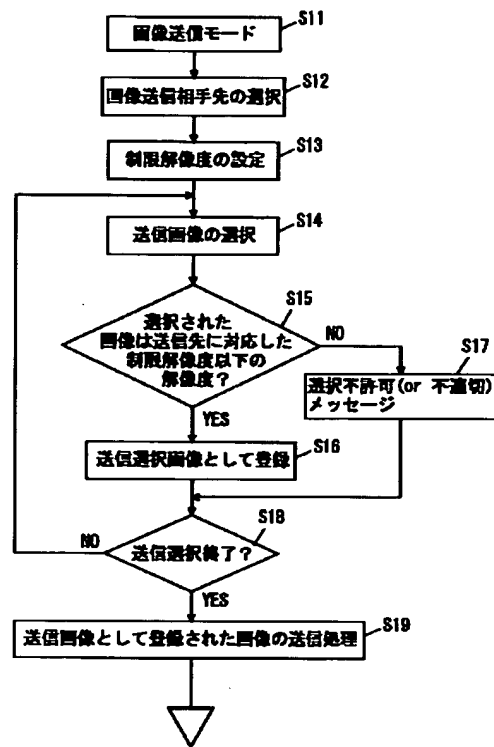 S11
画像送信モード
S12
画像送信相手先の選択
S13
制限解像度の設定
S14
送信画像の選択
S15
選択された
画像は送信先に対応した
制限解像度以下の
解像度？
NO
YES
S17
選択不許可(or 不適切)
メッセージ
S16
送信選択画像として登録
S18
送信選択終了？
NO
YES
S19
送信画像として登録された画像の送信処理